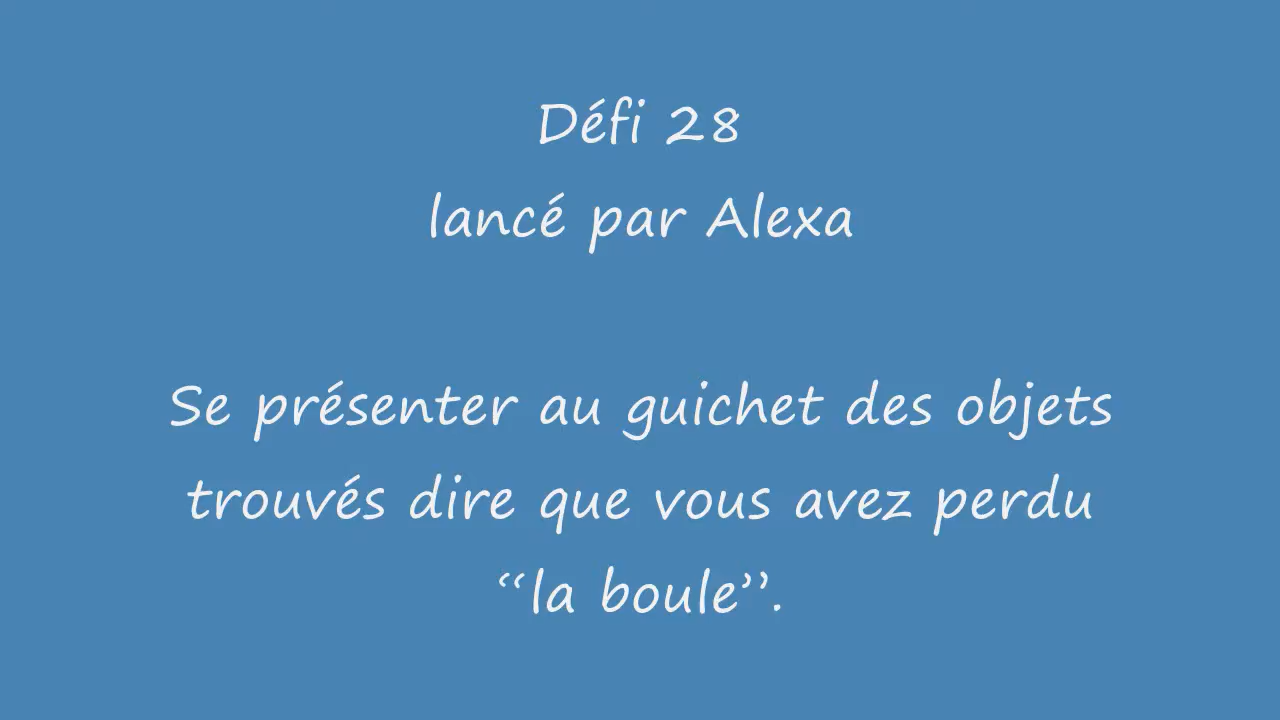 Défi 28
lancé par Alexa
Se présenter au guichet des objets
trouvés dire que vous avez perdu
“la boule”.